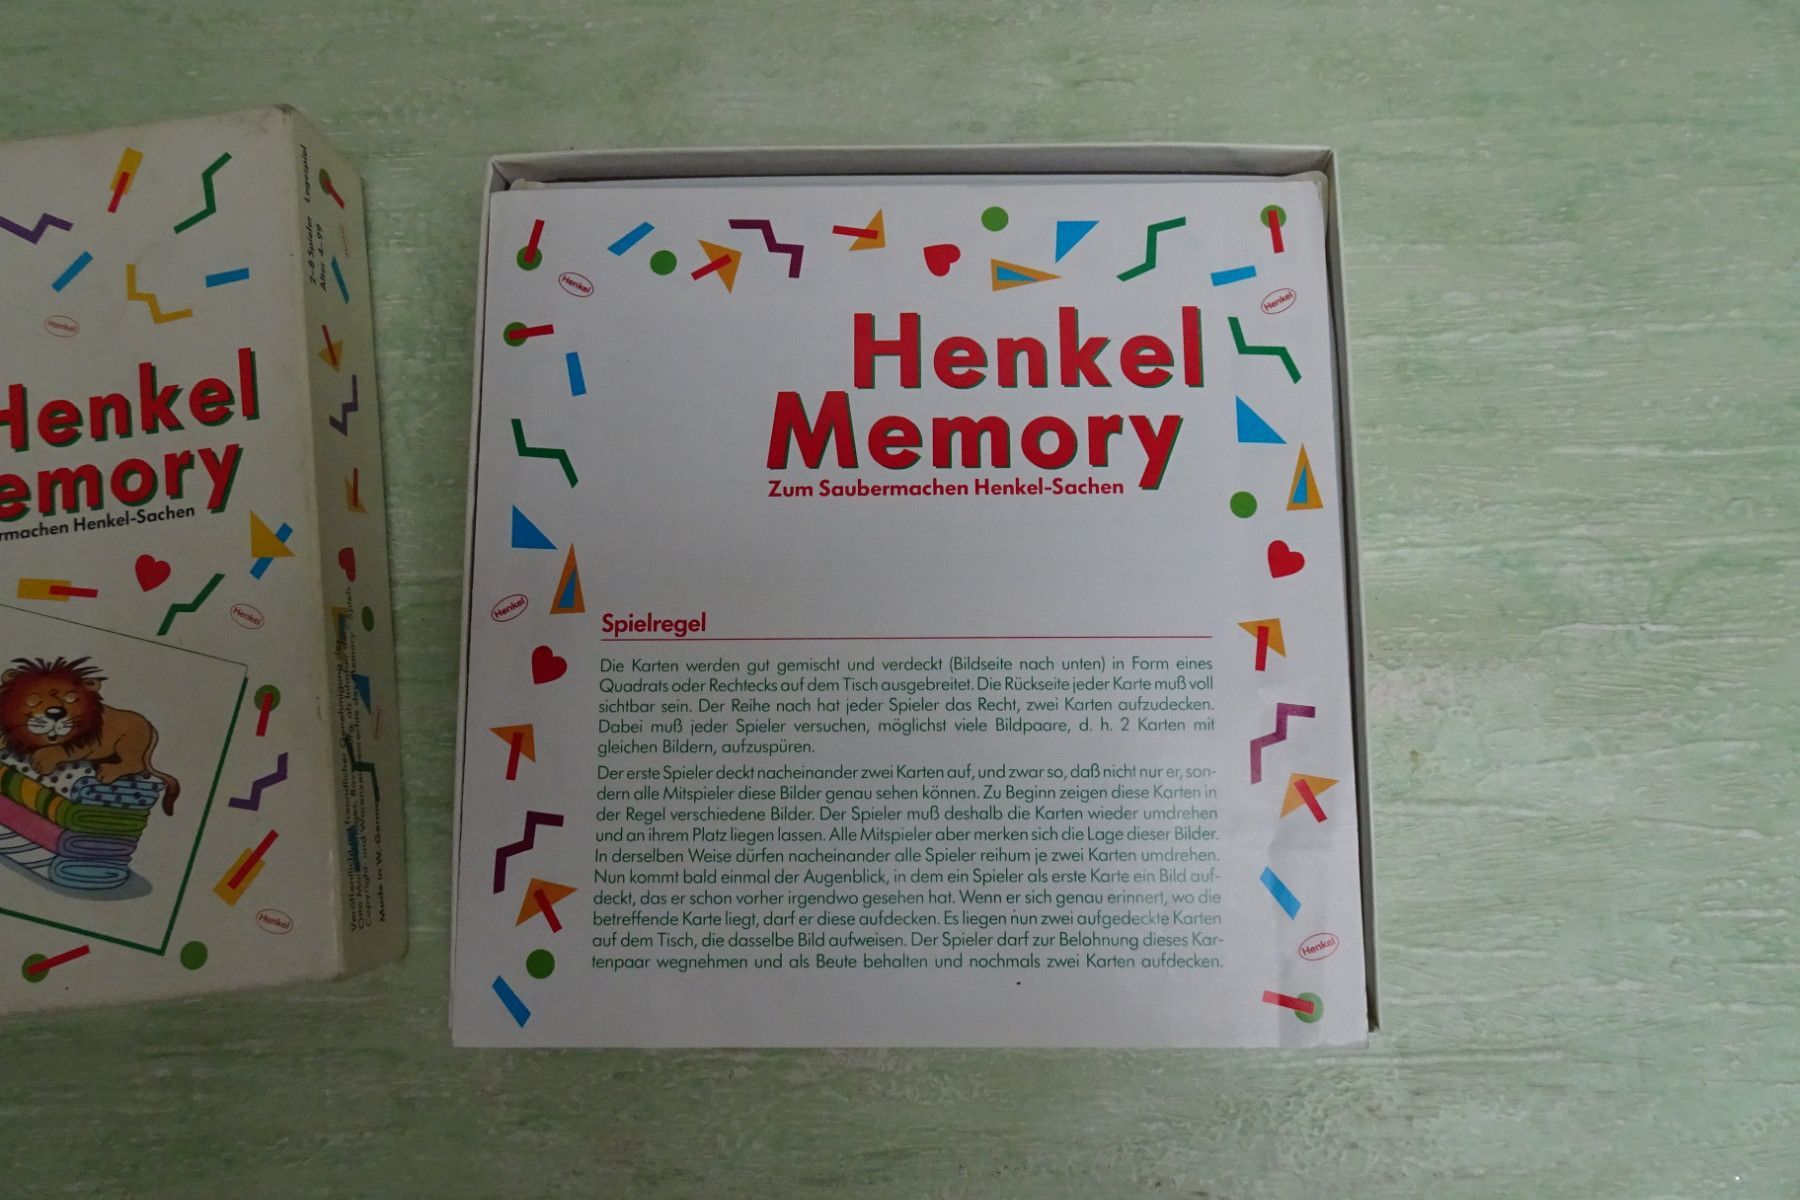 Henkel
emory
rmachen Henkel-Sachen
Henkel
Henkel
Henkel
2-8 Spieler Legespiel
Alter 4-99
Made in W. Germ
Henkel
Henkel
Henkel
Memory
Zum Saubermachen Henkel-Sachen
Henkel
Henkel
Spielregel
Die Karten werden gut gemischt und verdeckt (Bildseite nach unten) in Form eines
Quadrats oder Rechtecks auf dem Tisch ausgebreitet. Die Rückseite jeder Karte muß voll
sichtbar sein. Der Reihe nach hat jeder Spieler das Recht, zwei Karten aufzudecken.
Dabei muß jeder Spieler versuchen, möglichst viele Bildpaare, d. h. 2 Karten mit
gleichen Bildern, aufzuspüren.
Der erste Spieler deckt nacheinander zwei Karten auf, und zwar so, daß nicht nur er, son-
dern alle Mitspieler diese Bilder genau sehen können. Zu Beginn zeigen diese Karten in
der Regel verschiedene Bilder. Der Spieler muß deshalb die Karten wieder umdrehen
und an ihrem Platz liegen lassen. Alle Mitspieler aber merken sich die Lage dieser Bilder.
In derselben Weise dürfen nacheinander alle Spieler reihum je zwei Karten umdrehen.
Nun kommt bald einmal der Augenblick, in dem ein Spieler als erste Karte ein Bild auf-
deckt, das er schon vorher irgendwo gesehen hat. Wenn er sich genau erinnert, wo die
betreffende Karte liegt, darf er diese aufdecken. Es liegen nun zwei aufgedeckte Karten
auf dem Tisch, die dasselbe Bild aufweisen. Der Spieler darf zur Belohnung dieses Kar-
tenpaar wegnehmen und als Beute behalten und nochmals zwei Karten aufdecken.